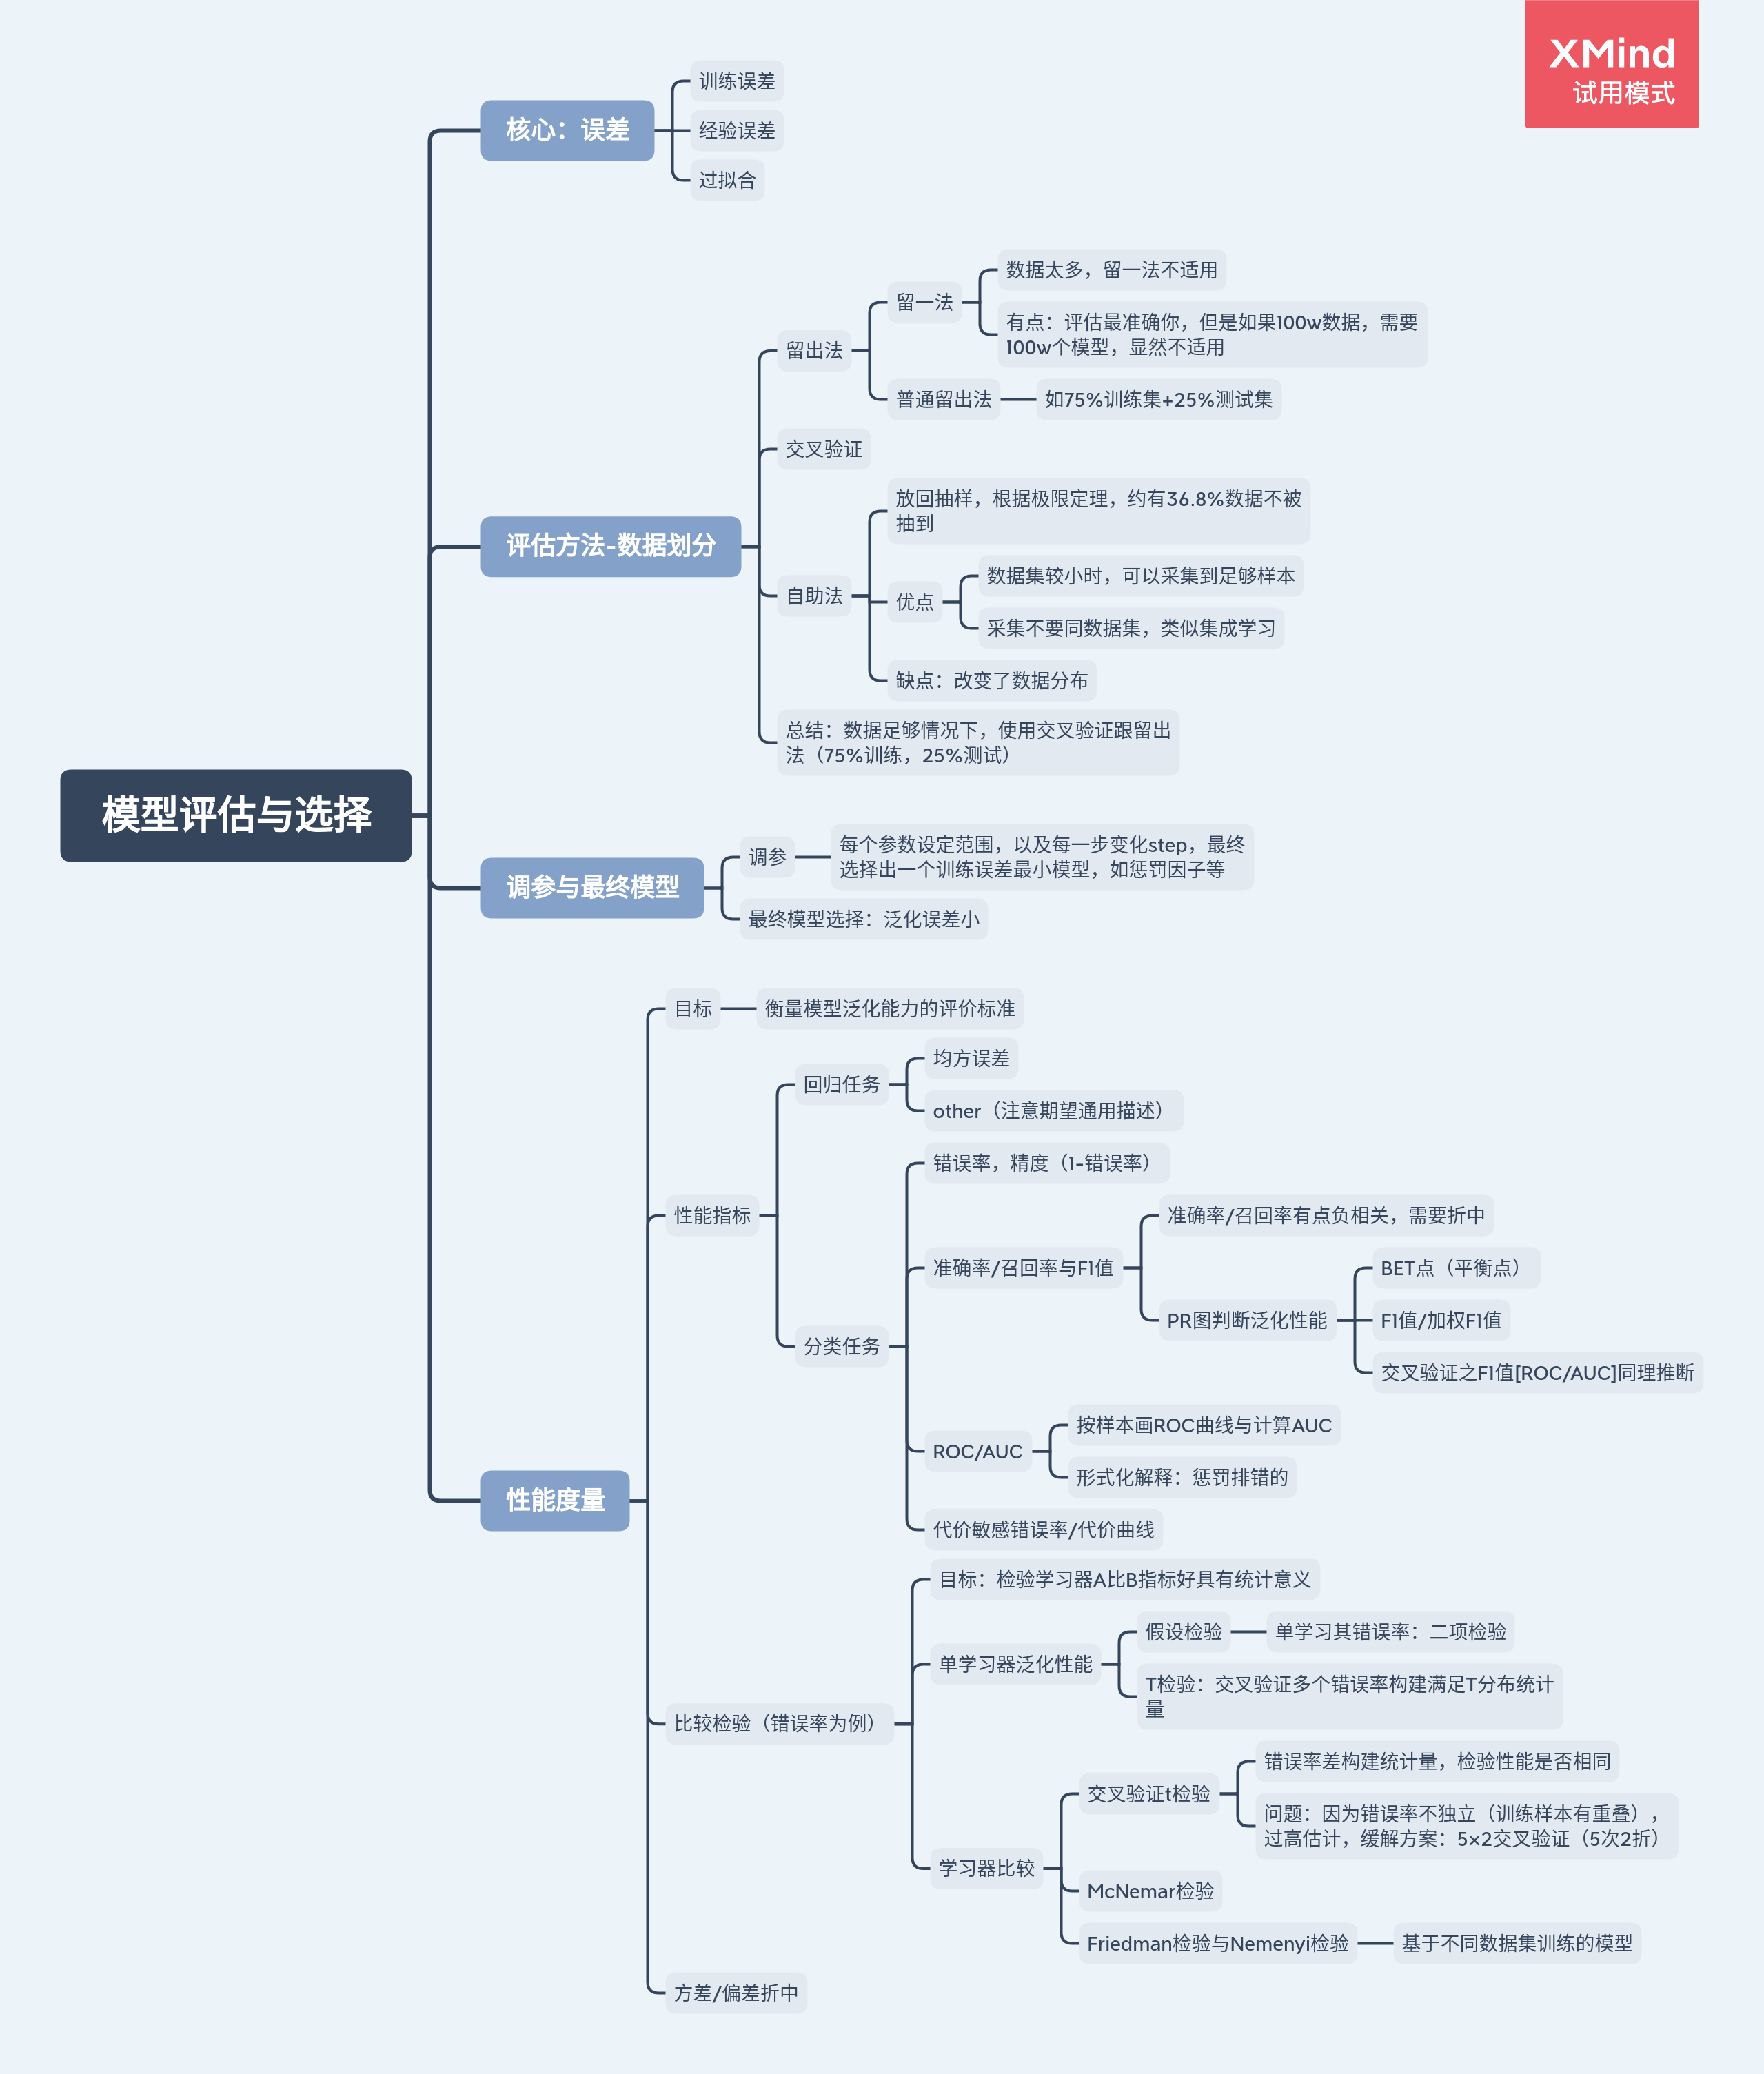 XMind
试用模式
模型评估与选择
核心：误差
训练误差
经验误差
过拟合
评估方法-数据划分
留出法
留一法
数据太多，留一法不适用
有点：评估最准确你，但是如果100w数据，需要
100w个模型，显然不适用
普通留出法
如75%训练集+25%测试集
交叉验证
自助法
放回抽样，根据极限定理，约有36.8%数据不被
抽到
优点
数据集较小时，可以采集到足够样本
采集不要同数据集，类似集成学习
缺点：改变了数据分布
总结：数据足够情况下，使用交叉验证跟留出
法（75%训练，25%测试）
调参与最终模型
调参
每个参数设定范围，以及每一步变化step，最终
选择出一个训练误差最小模型，如惩罚因子等
最终模型选择：泛化误差小
性能度量
目标
衡量模型泛化能力的评价标准
性能指标
回归任务
均方误差
other（注意期望通用描述）
分类任务
错误率，精度（1-错误率）
准确率/召回率与F1值
准确率/召回率有点负相关，需要折中
PR图判断泛化性能
BET点（平衡点）
F1值/加权F1值
交叉验证之F1值[ROC/AUC]同理推断
ROC/AUC
按样本画ROC曲线与计算AUC
形式化解释：惩罚排错的
代价敏感错误率/代价曲线
比较检验（错误率为例）
目标：检验学习器A比B指标好具有统计意义
单学习器泛化性能
假设检验
单学习其错误率：二项检验
T检验：交叉验证多个错误率构建满足T分布统计
量
学习器比较
交叉验证t检验
错误率差构建统计量，检验性能是否相同
问题：因为错误率不独立（训练样本有重叠），
过高估计，缓解方案：5×2交叉验证（5次2折）
McNemar检验
Friedman检验与Nemenyi检验
基于不同数据集训练的模型
方差/偏差折中